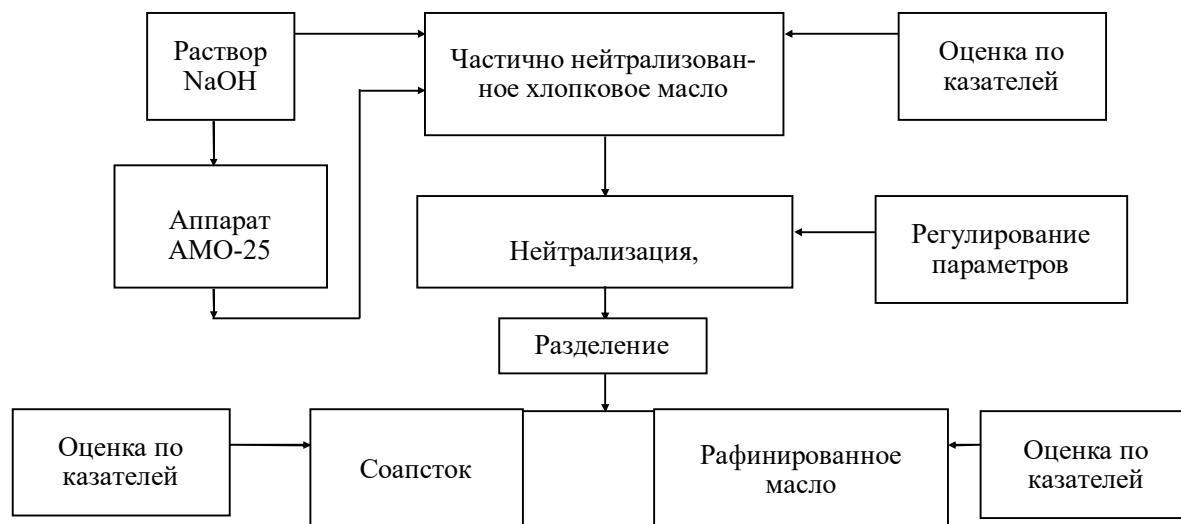 Раствор
NaOH
Частично нейтрализован-
ное хлопковое масло
Оценка по
казателей
Аппарат
АМО-25
Нейтрализация,
Регулирование
параметров
Разделение
Оценка по
казателей
Соапсток
Рафинированное
масло
Оценка по
казателей